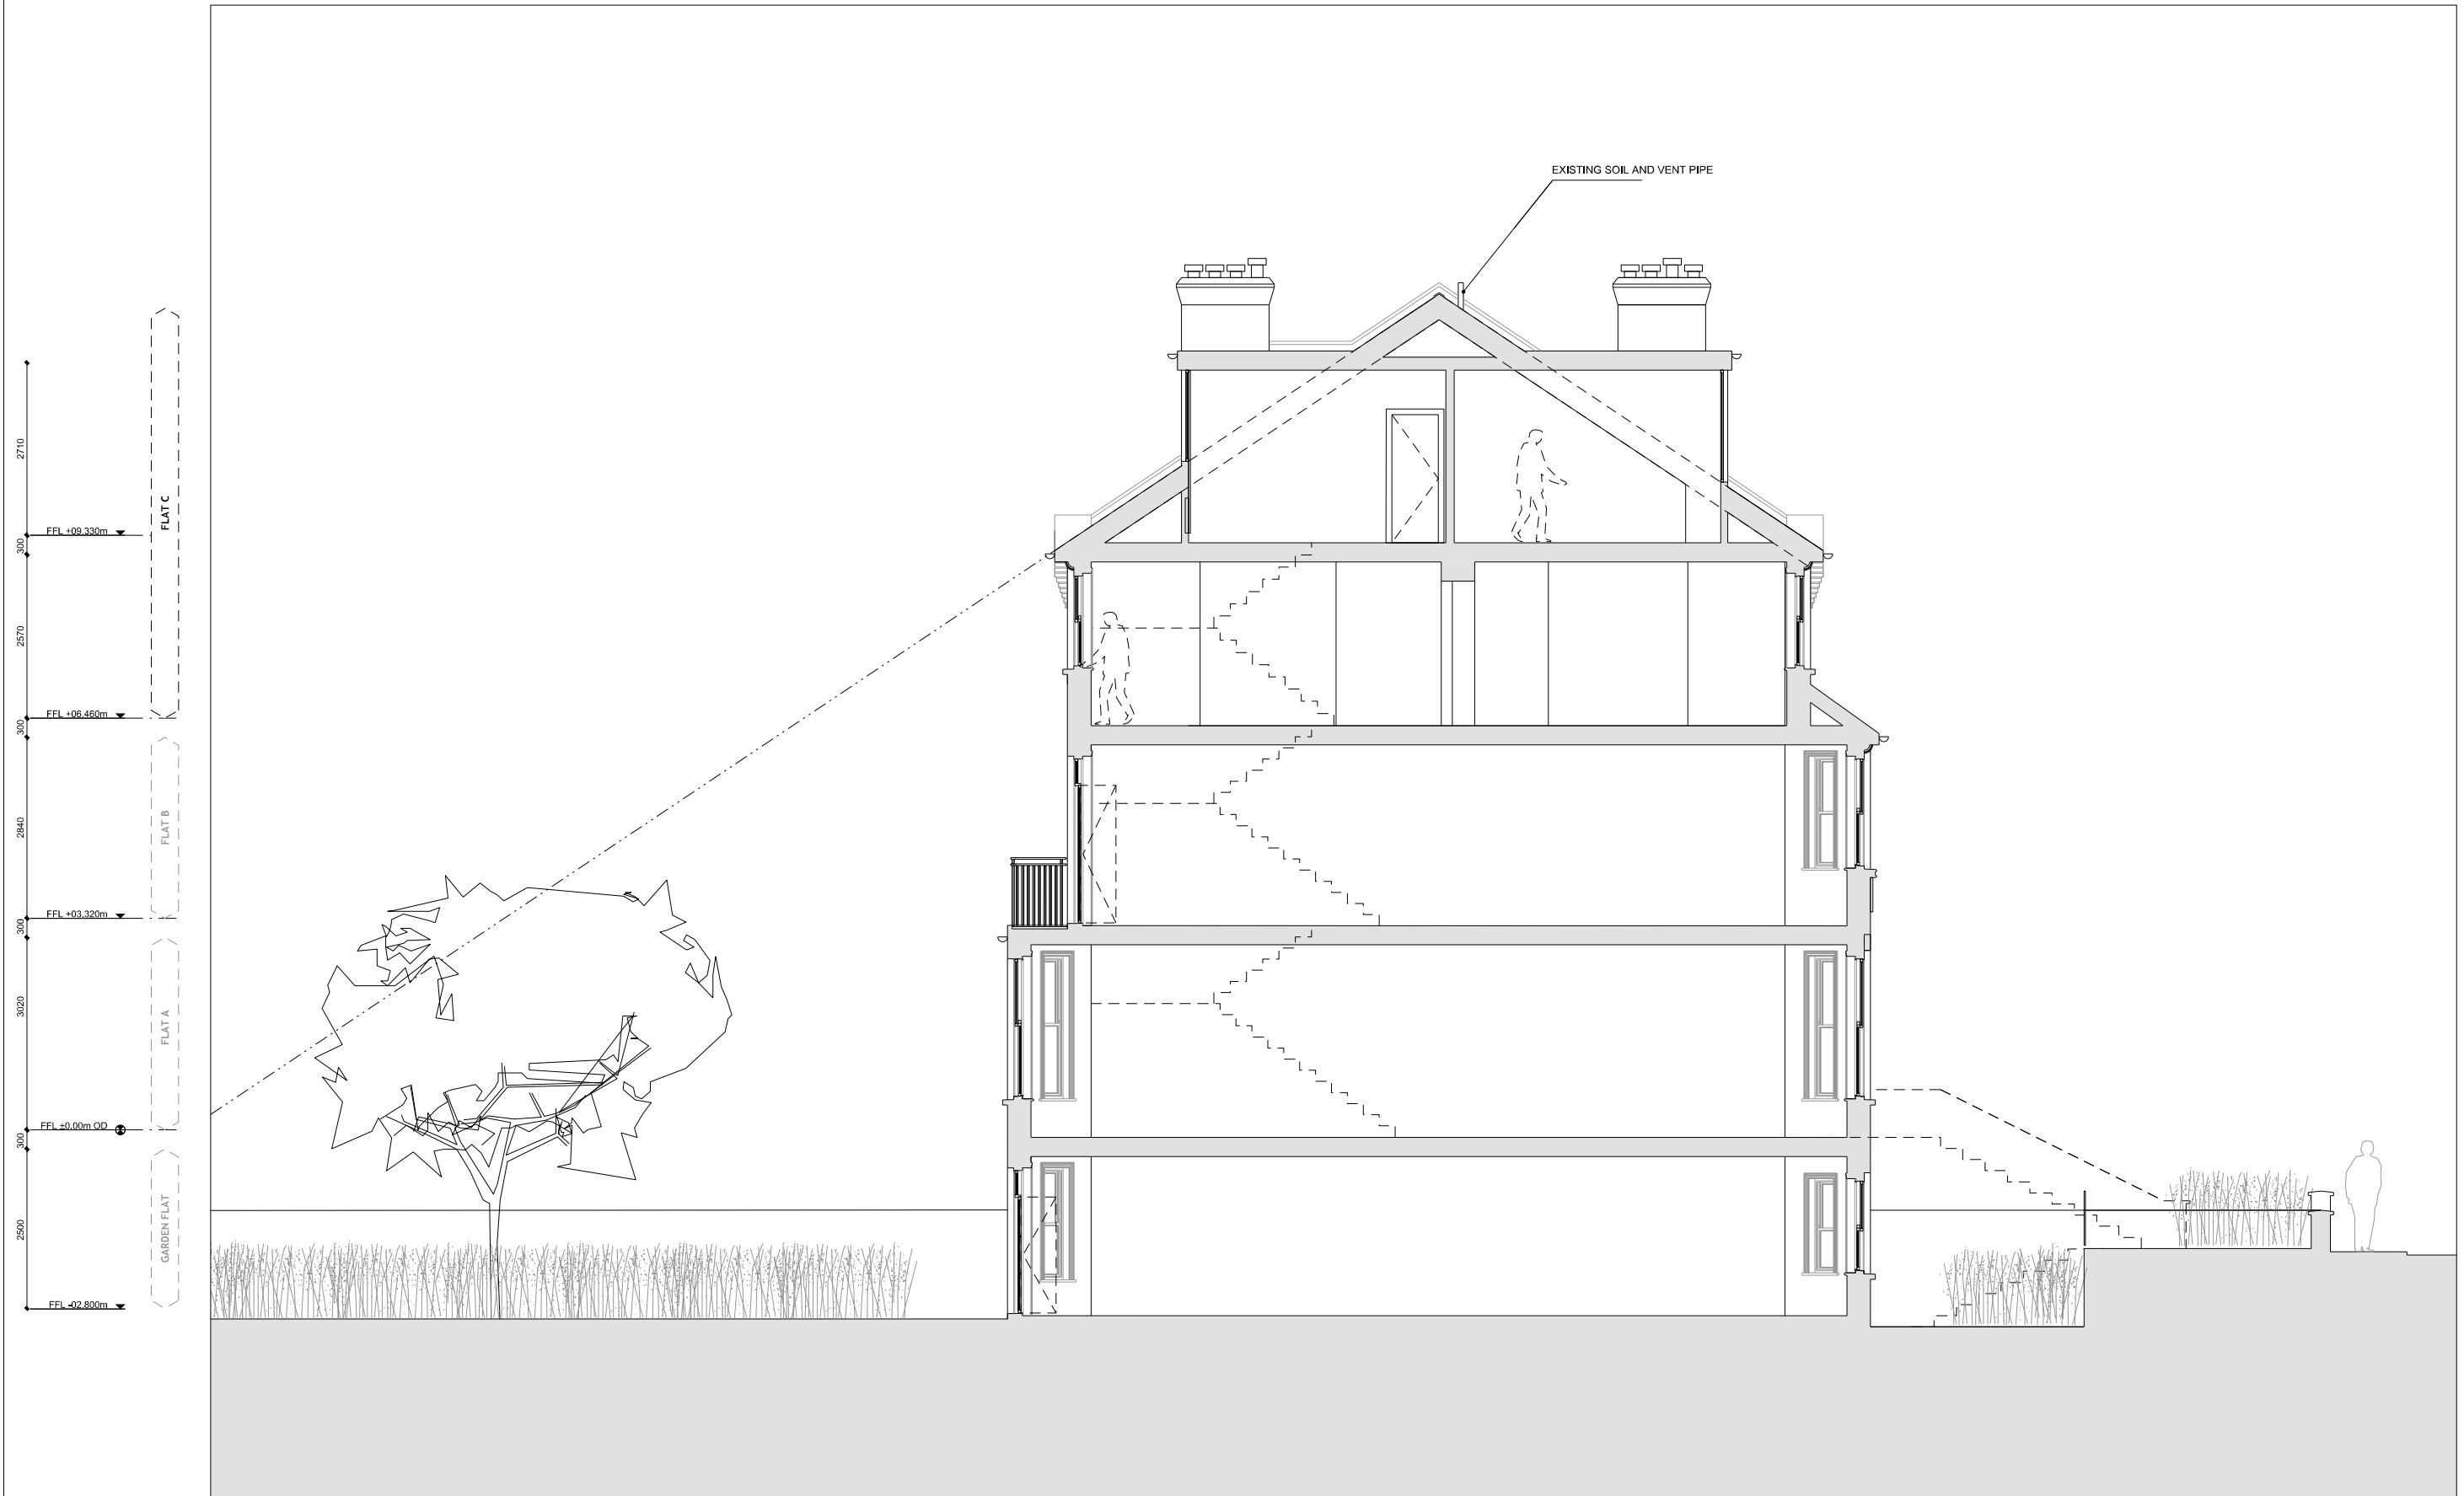 EXISTING SOIL AND VENT PIPE
2710
FLAT C
FFL +09.330m
300
2570
FFL +06.460m
300
2840
FLAT B
FFL +03.320m
300
3020
FLAT A
FFL ±0.00m OD
300
2500
GARDEN FLAT
FFL -02.800m